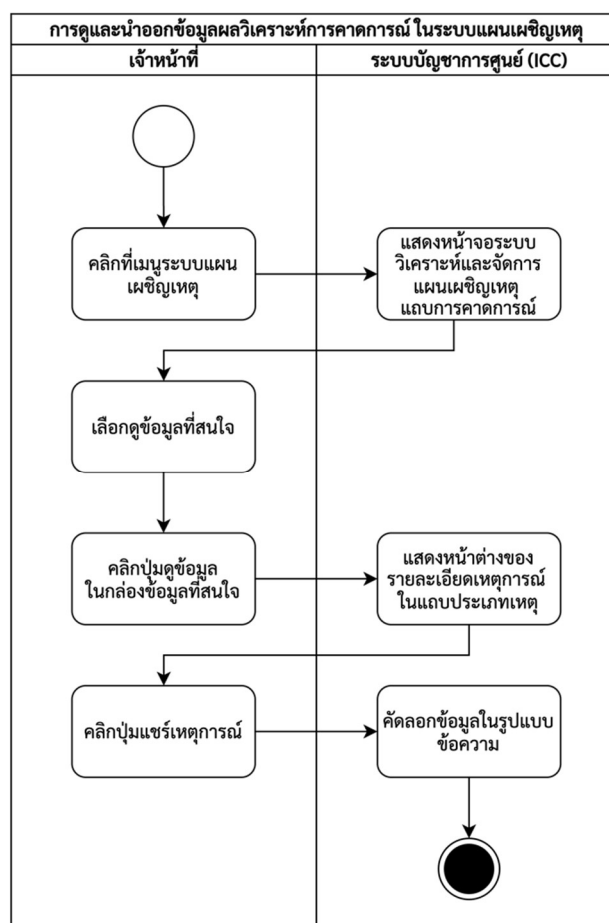 การดูและนำออกข้อมูลผลวิเคราะห์การคาดการณ์ ในระบบแผนเผชิญเหตุ
เจ้าหน้าที่
ระบบบัญชาการศูนย์ (ICC)
คลิกที่เมนูระบบแผน
เผชิญเหตุ
แสดงหน้าจอระบบ
วิเคราะห์และจัดการ
แผนเผชิญเหตุ
แถบการคาดการณ์
เลือกดูข้อมูลที่สนใจ
คลิกปุ่มดูข้อมูล
ในกล่องข้อมูลที่สนใจ
แสดงหน้าต่างของ
รายละเอียดเหตุการณ์
ในแถบประเภทเหตุ
คลิกปุ่มแชร์เหตุการณ์
คัดลอกข้อมูลในรูปแบบ
ข้อความ